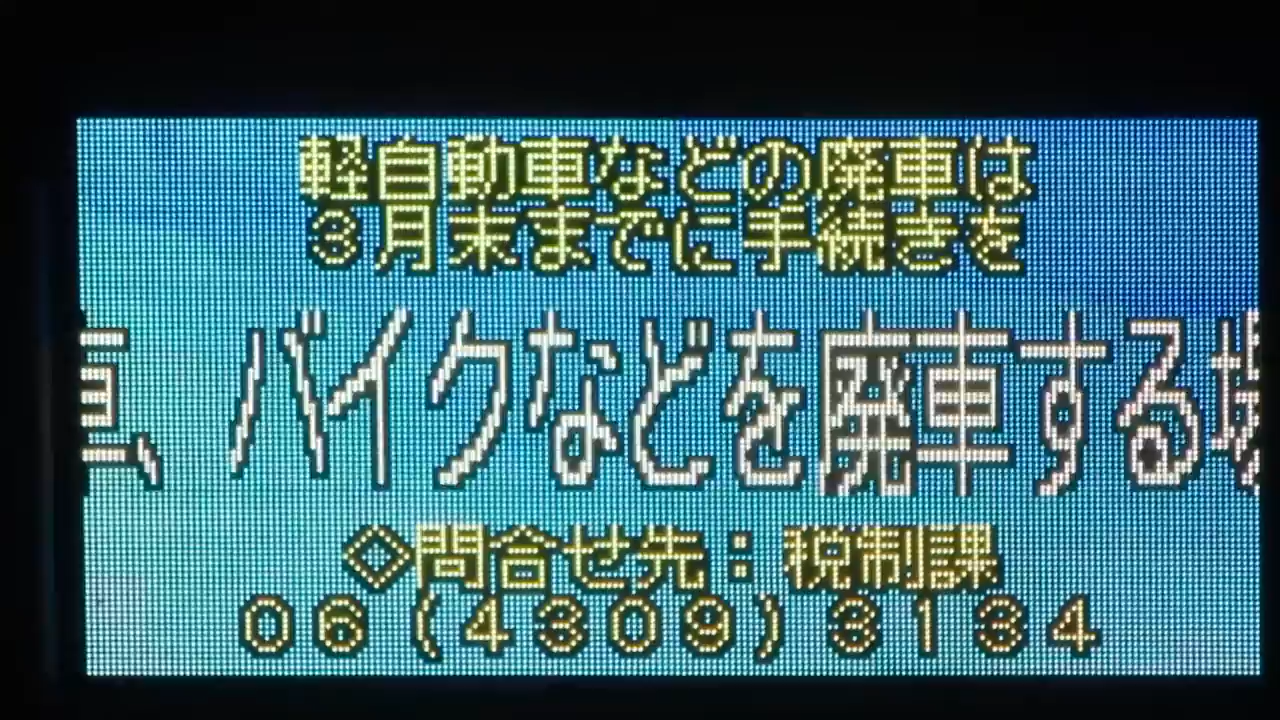 軽自動車などの廃車は
3月末までに手続きを
車、バイクなどを廃車する場
◇問合せ先:税制課
06(4309)3134